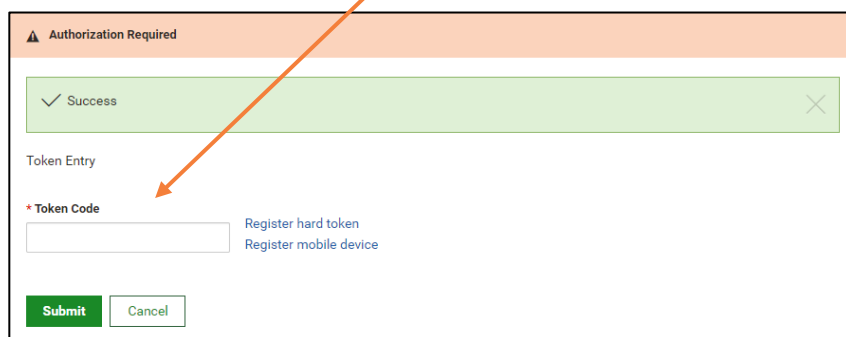 Authorization Required
Success
Token Entry
* Token Code
Register hard token
Register mobile device
Submit Cancel